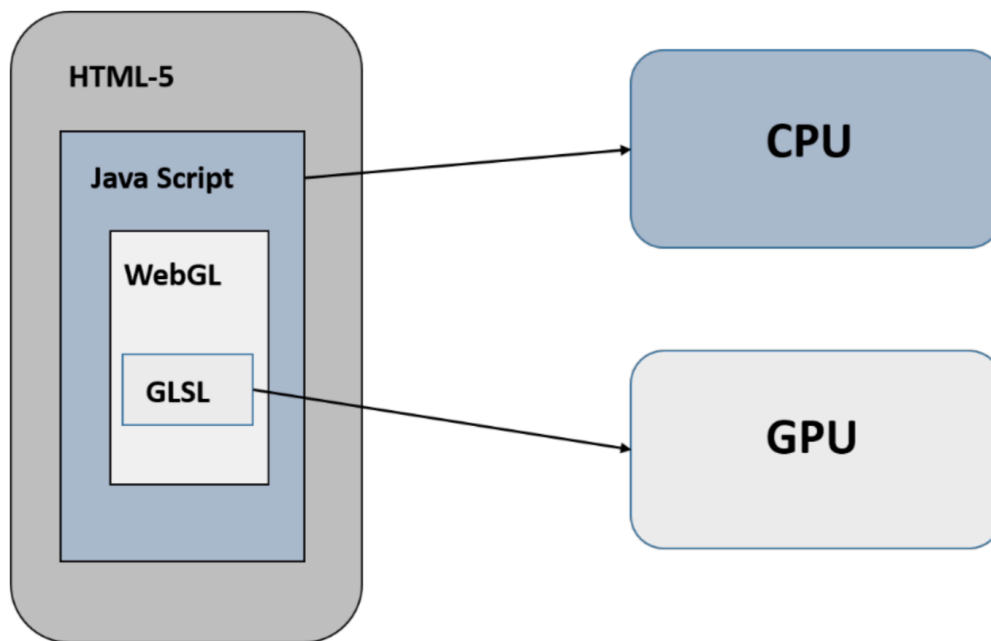 HTML-5
Java Script
WebGL
GLSL
CPU
GPU